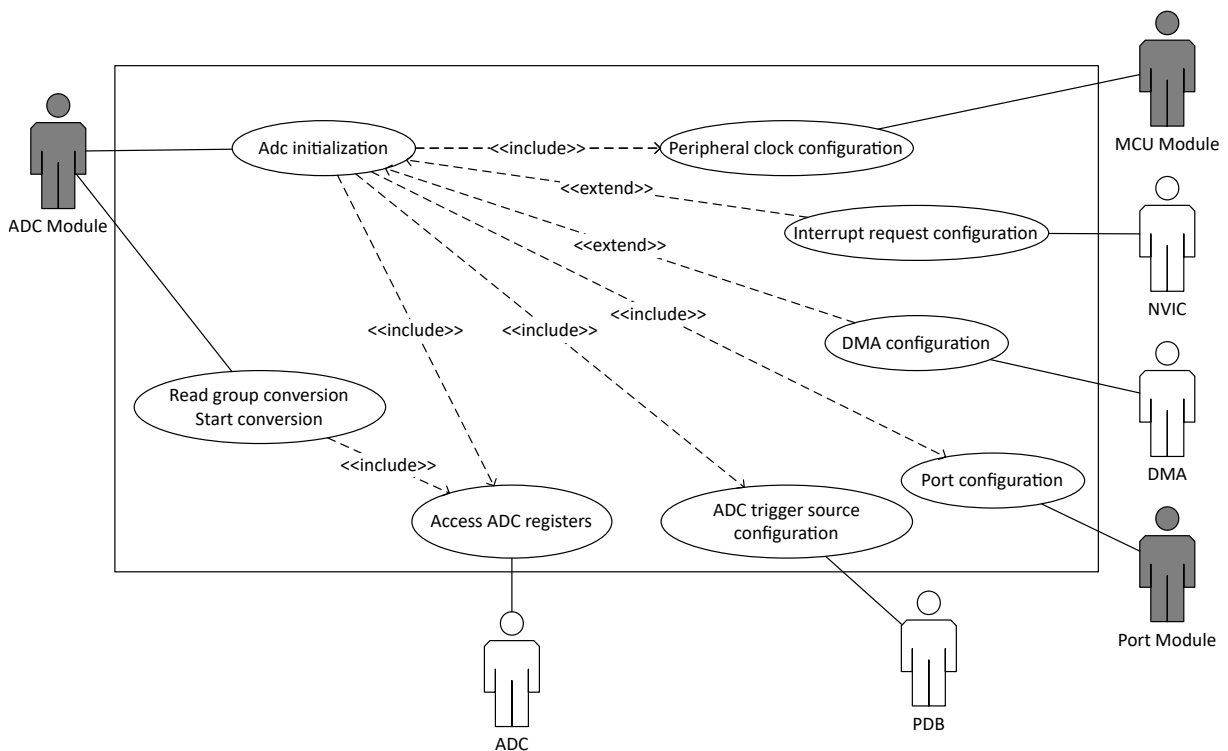 MCU Module
Adc initialization
<<include>>
Peripheral clock configuration
<<extend>>
ADC Module
Interrupt request configuration
<<extend>>
NVIC
<<include>>
<<include>>
<<include>>
DMA configuration
Read group conversion
Start conversion
<<include>>
DMA
Port configuration
Access ADC registers
ADC trigger source
configuration
Port Module
PDB
ADC